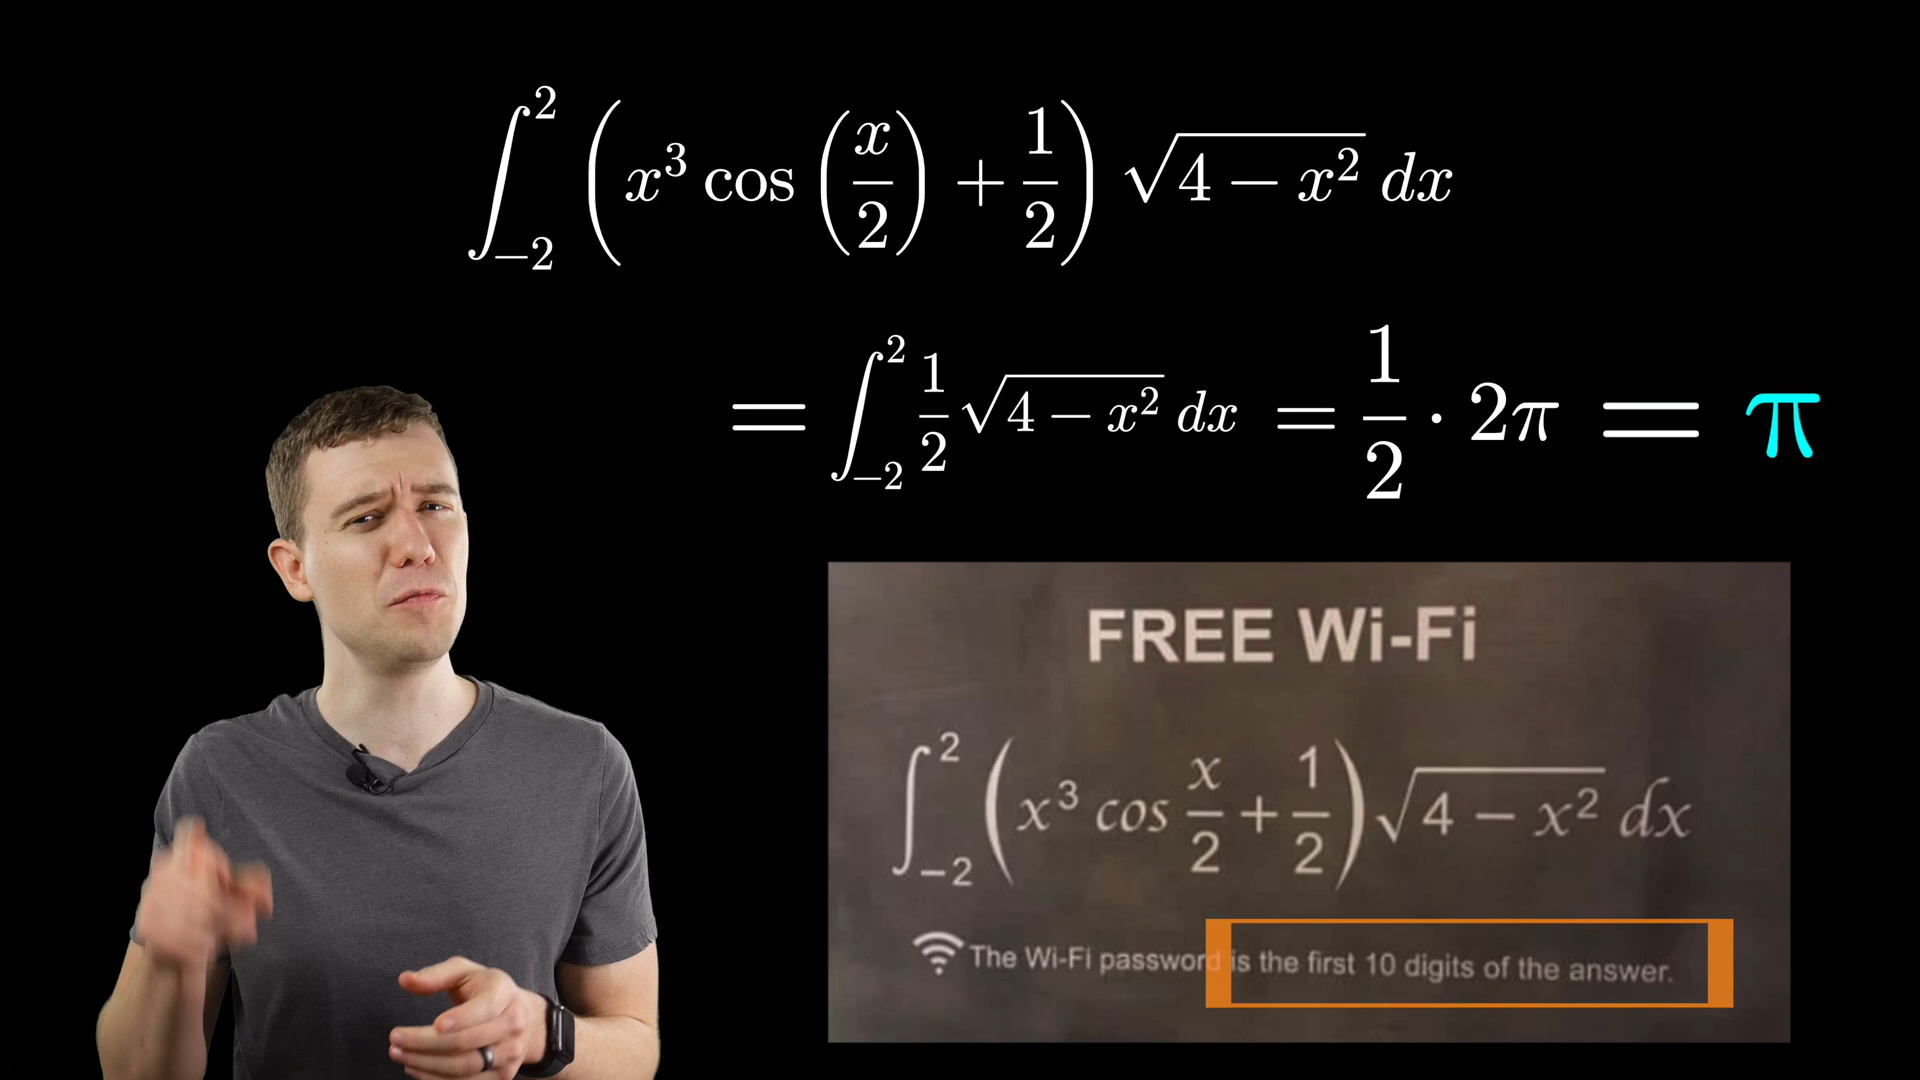 ∫_{-2}^{2} (x³ cos(x/2) + 1/2) √(4 − x²) dx
= ∫_{-2}^{2} 1/2 √(4 − x²) dx = 1/2 · 2π = π
FREE Wi-Fi
∫_{-2}^{2} (x³ cos x/2 + 1/2) √(4 − x²) dx
The Wi-Fi password is the first 10 digits of the answer.